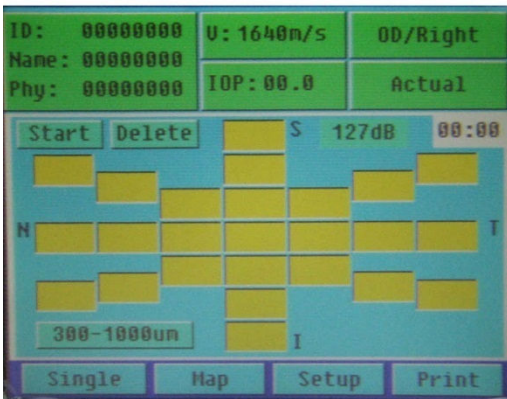 ID: 00000000
Name: 00000000
Phy: 00000000
V: 1640m/s
OD/Right
IOP: 00.0
Actual
Start
Delete
S
127dB
00:00
N
T
300-1000um
I
Single
Map
Setup
Print